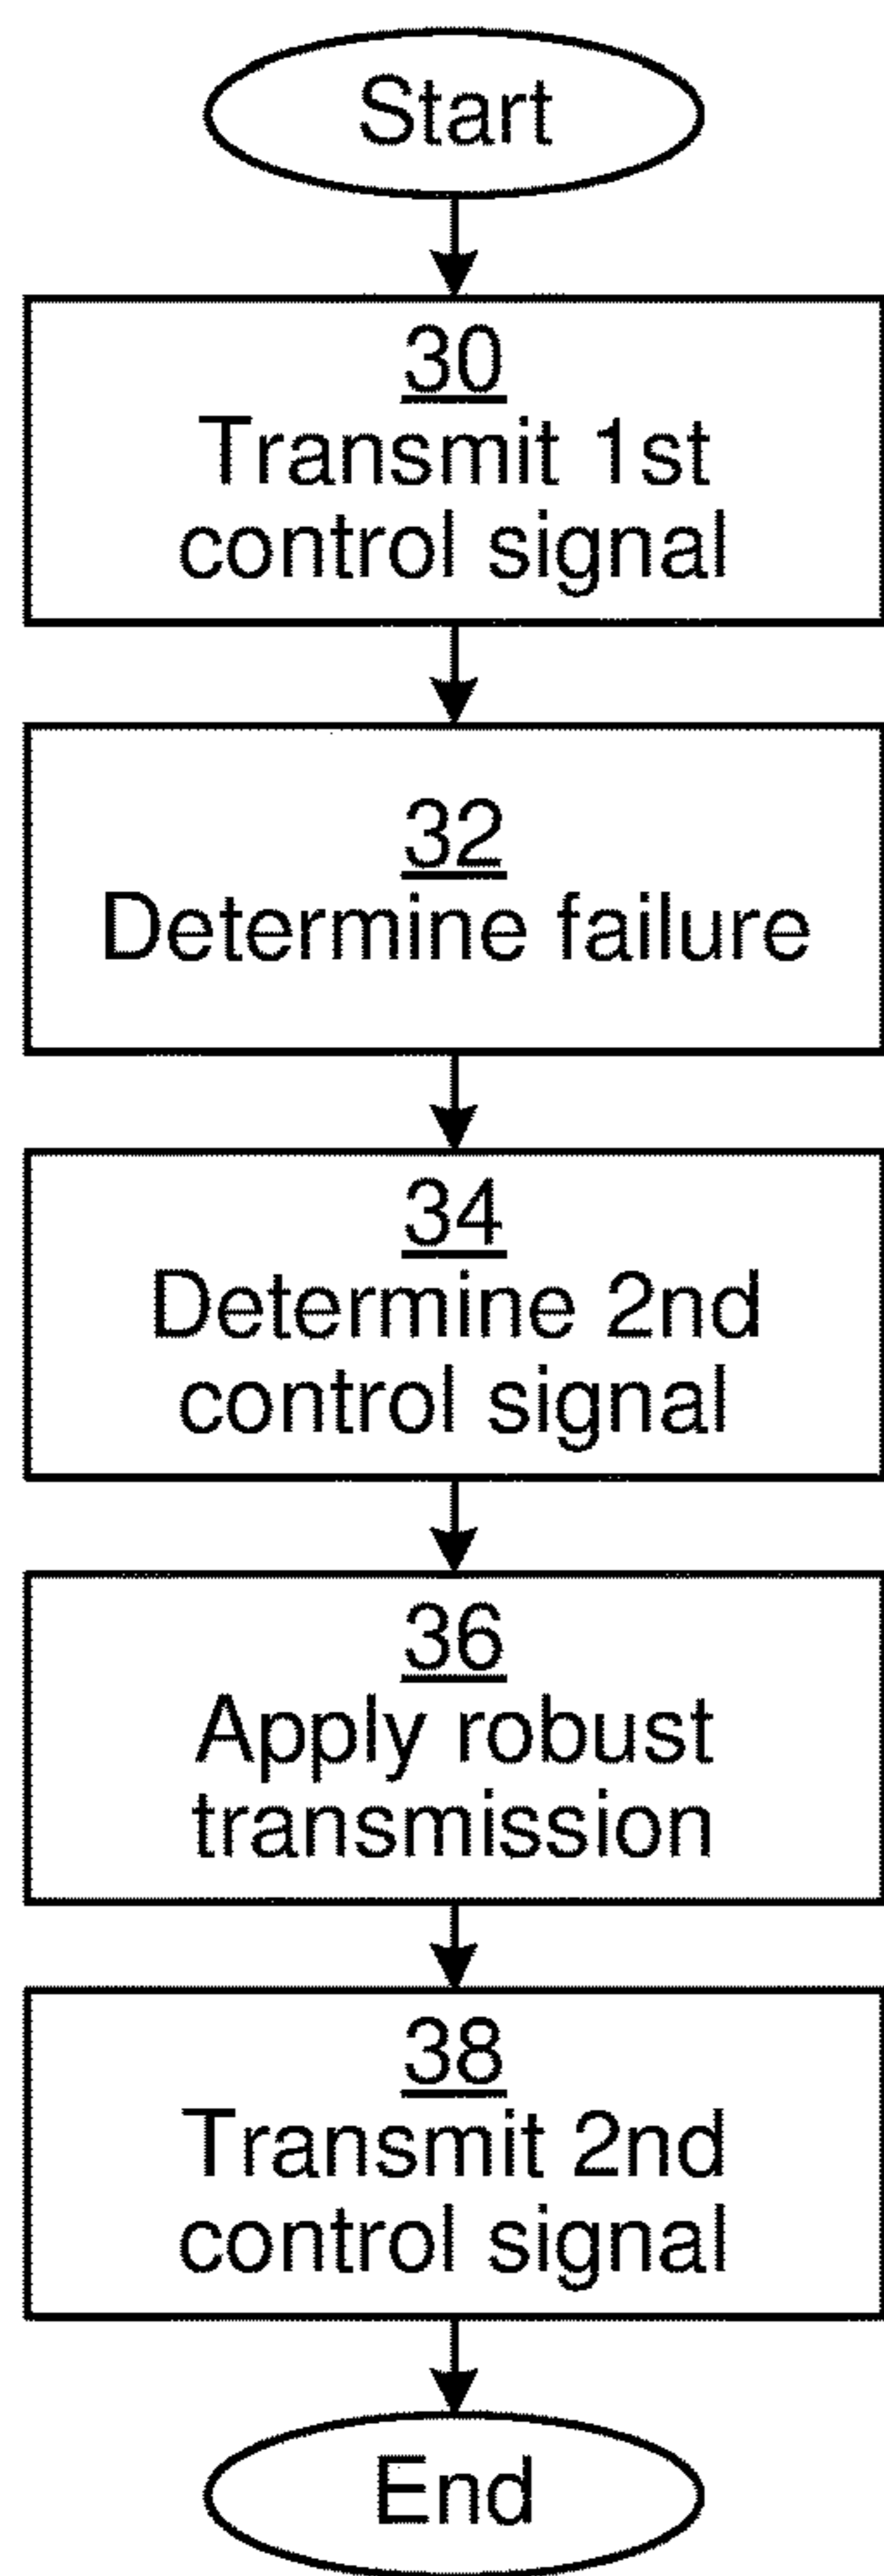 Start
30
Transmit 1st
control signal
32
Determine failure
34
Determine 2nd
control signal
36
Apply robust
transmission
38
Transmit 2nd
control signal
End